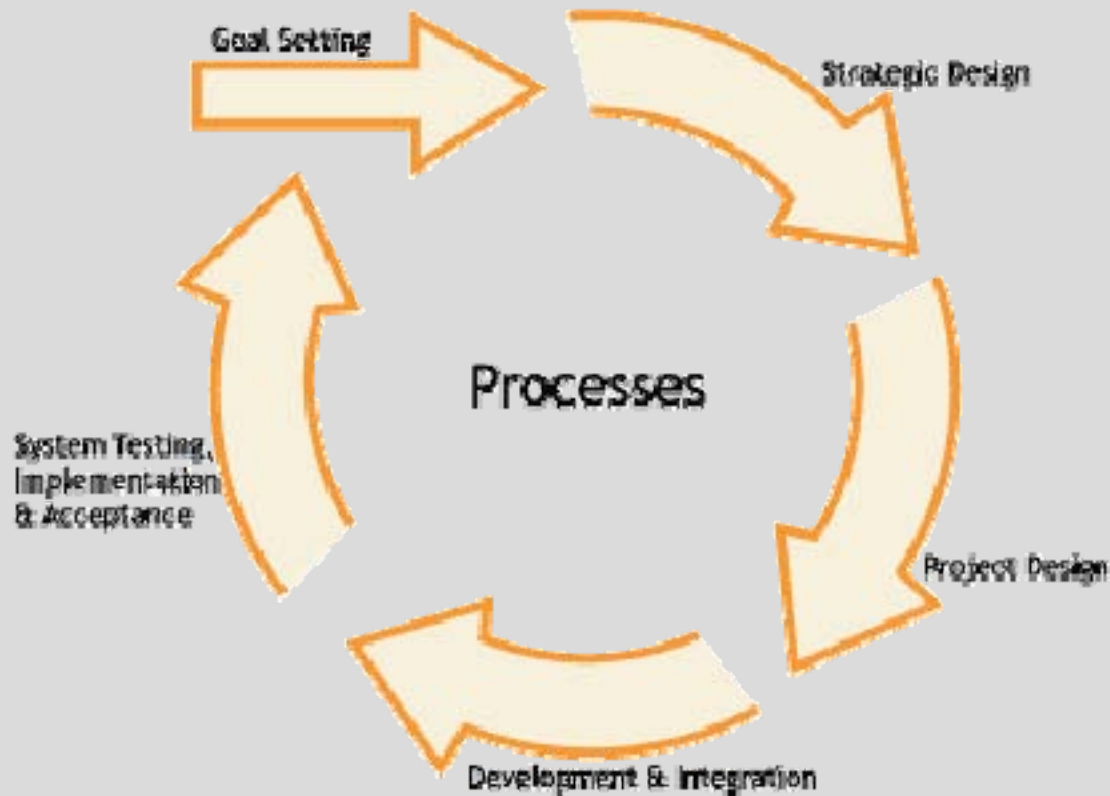 Goal Setting
Strategic Design
Processes
System Testing,
Implementation
& Acceptance
Project Design
Development & Integration